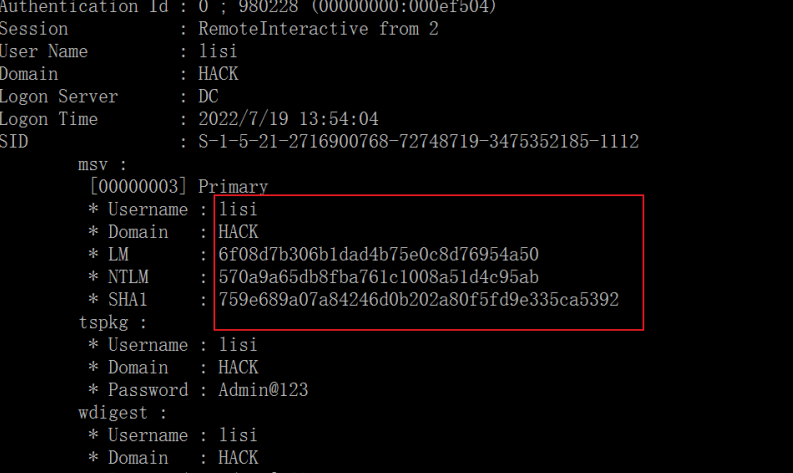 Authentication Id : 0 ; 980228 (00000000:000ef504)
Session : RemoteInteractive from 2
User Name : lisi
Domain : HACK
Logon Server : DC
Logon Time : 2022/7/19 13:54:04
SID : S-1-5-21-2716900768-72748719-3475352185-1112
msv :
[00000003] Primary
* Username : lisi
* Domain : HACK
* LM : 6f08d7b306b1dad4b75e0c8d76954a50
* NTLM : 570a9a65db8fba761c1008a51d4c95ab
* SHA1 : 759e689a07a84246d0b202a80f5fd9e335ca5392
tspkg :
* Username : lisi
* Domain : HACK
* Password : Admin@123
wdigest :
* Username : lisi
* Domain : HACK